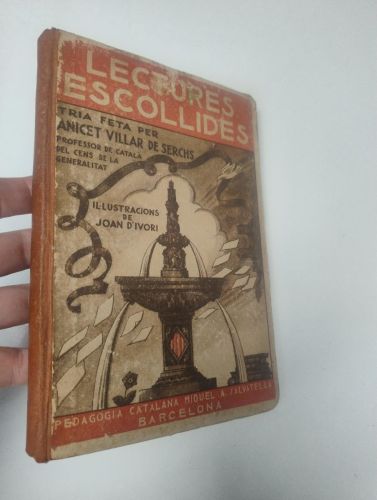 LECTURES
ESCOLLIDES
TRIA FETA PER
ANICET VILLAR DE SERCHS
PROFESSOR DE CATALÀ
DEL CENS DE LA
GENERALITAT
IL·LUSTRACIONS
DE
JOAN D'IVORI
PEDAGOGIA CATALANA MIQUEL A. SALVATELLA
BARCELONA